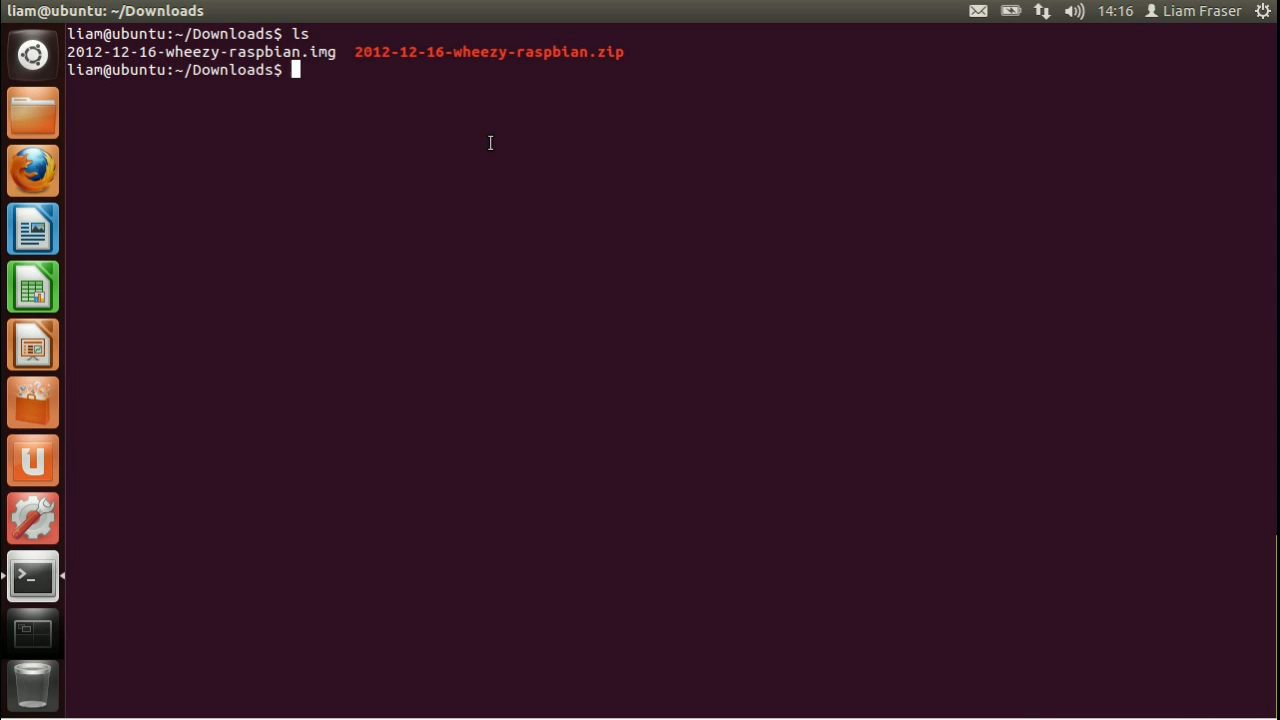 liam@ubuntu: ~/Downloads 14:16 Liam Fraser
liam@ubuntu:~/Downloads$ ls
2012-12-16-wheezy-raspbian.img 2012-12-16-wheezy-raspbian.zip
liam@ubuntu:~/Downloads$